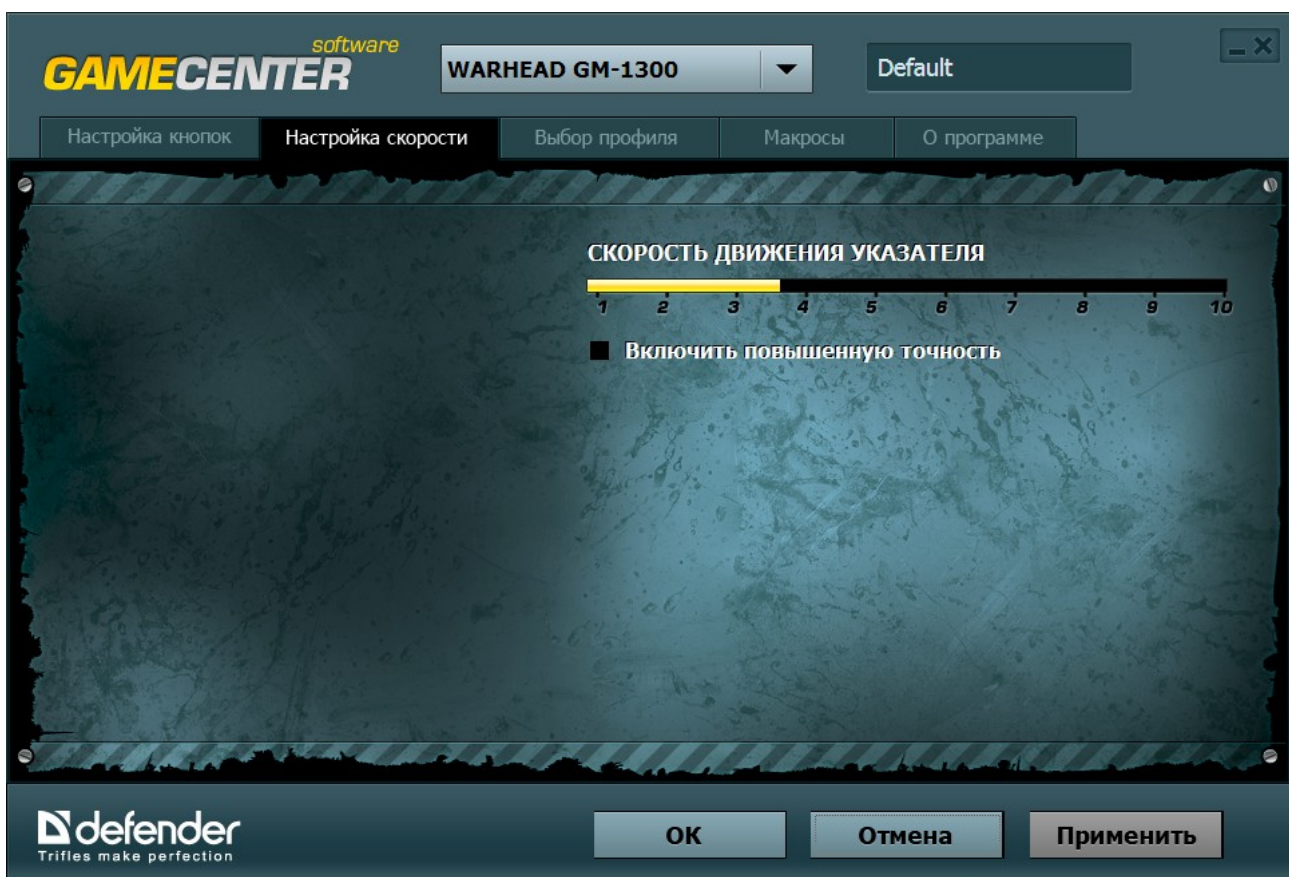 software
GAMECENTER
WARHEAD GM-1300
Default
Настройка кнопок Настройка скорости Выбор профиля Макросы О программе
СКОРОСТЬ ДВИЖЕНИЯ УКАЗАТЕЛЯ
1 2 3 4 5 6 7 8 9 10
Включить повышенную точность
defender
Trifles make perfection
ОК Отмена Применить